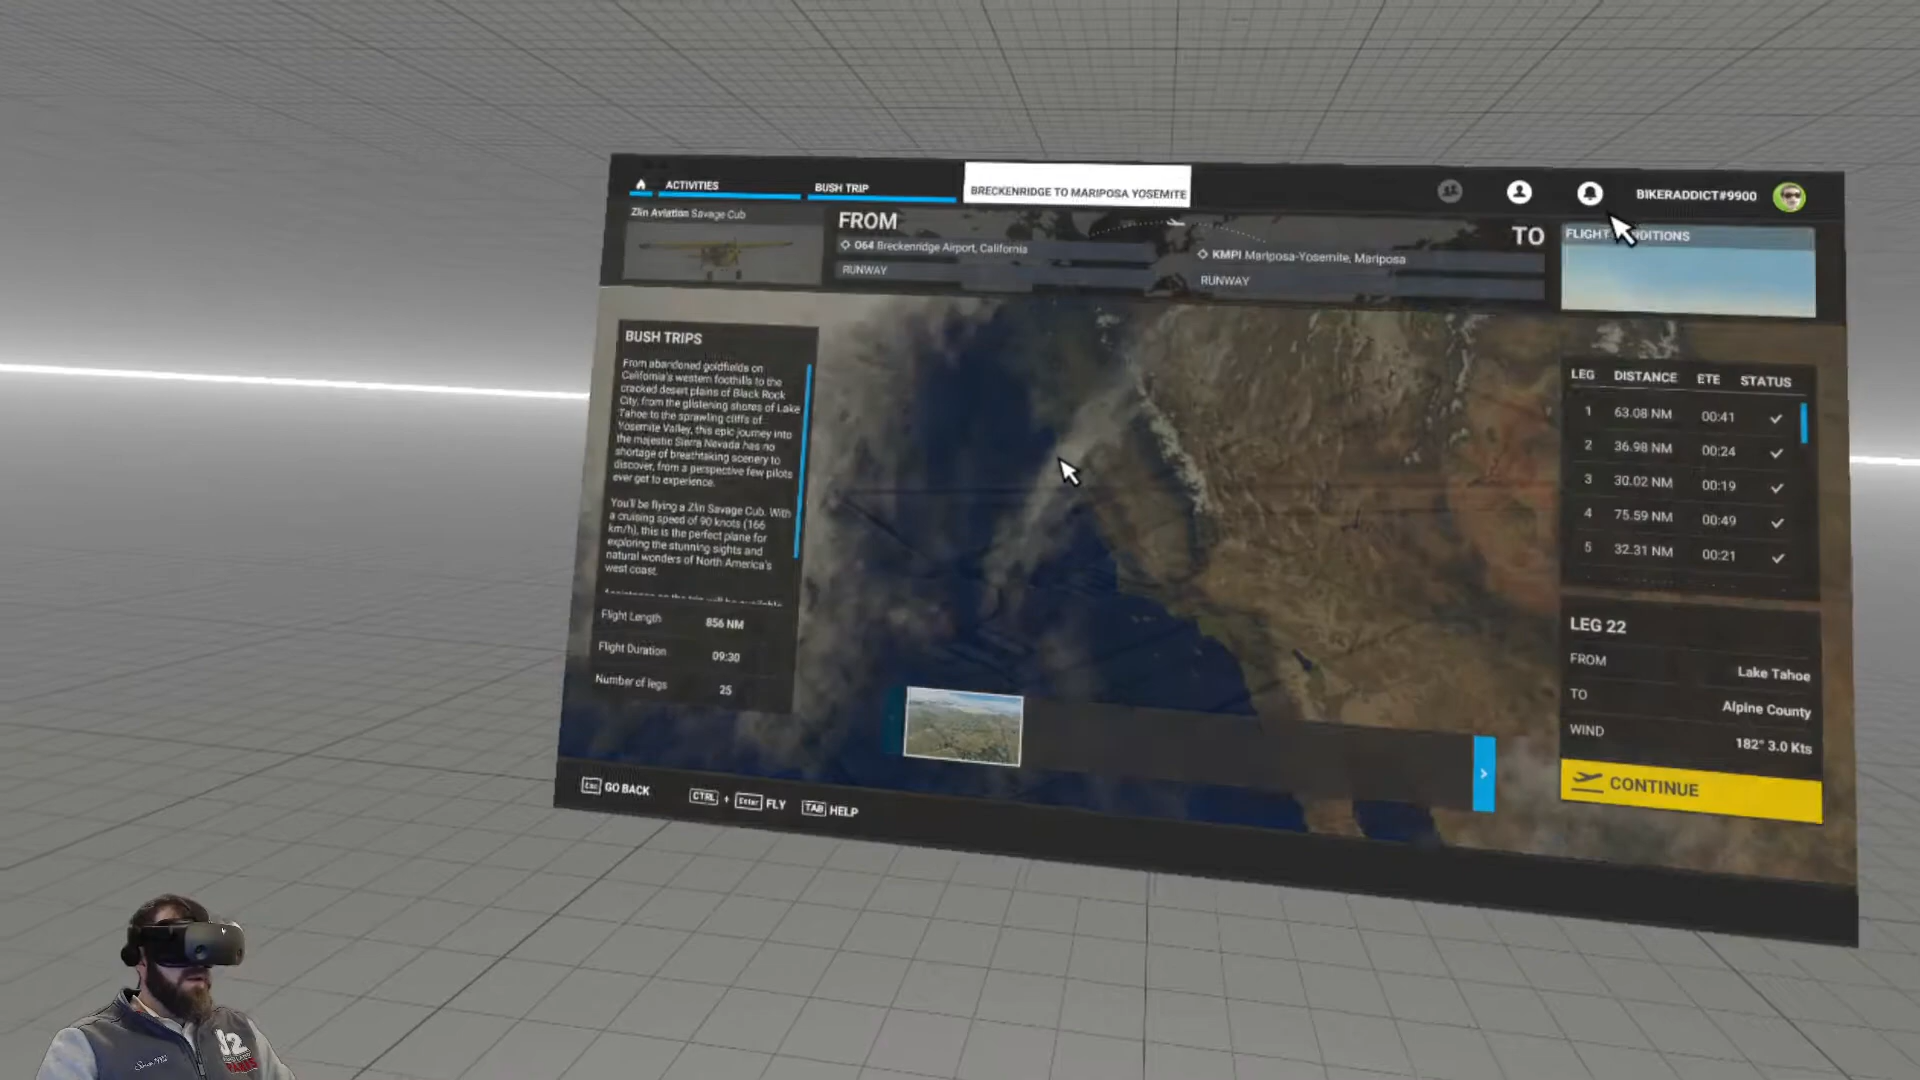 ACTIVITIES
BUSH TRIP
BRECKENRIDGE TO MARIPOSA YOSEMITE
BIKERADDICT#9900
Zlin Aviation Savage Cub
FROM
O64 Breckenridge Airport, California
RUNWAY
TO
KMPI Mariposa-Yosemite, Mariposa
RUNWAY
BUSH TRIPS
From abandoned goldfields on
California's western foothills to the
cracked desert plains of Black Rock
City, from the glistening shores of Lake
Tahoe to the sprawling cliffs of
Yosemite Valley, this epic journey into
the majestic Sierra Nevada has no
shortage of breathtaking scenery to
discover, from a perspective few pilots
ever get to experience.
You'll be flying a Zlin Savage Cub. With
a cruising speed of 90 knots (166
km/h), this is the perfect plane for
exploring the stunning sights and
natural wonders of North America's
west coast.
Flight Length 856 NM
Flight Duration 09:30
Number of legs 25
FLIGHT
LEG DISTANCE ETE STATUS
1 63.08 NM 00:41
2 36.98 NM 00:24
3 30.02 NM 00:19
4 75.59 NM 00:49
5 32.31 NM 00:21
LEG 22
FROM Lake Tahoe
TO Alpine County
WIND 182° 3.0 Kts
CONTINUE
Esc GO BACK
CTRL + Enter FLY
TAB HELP
82